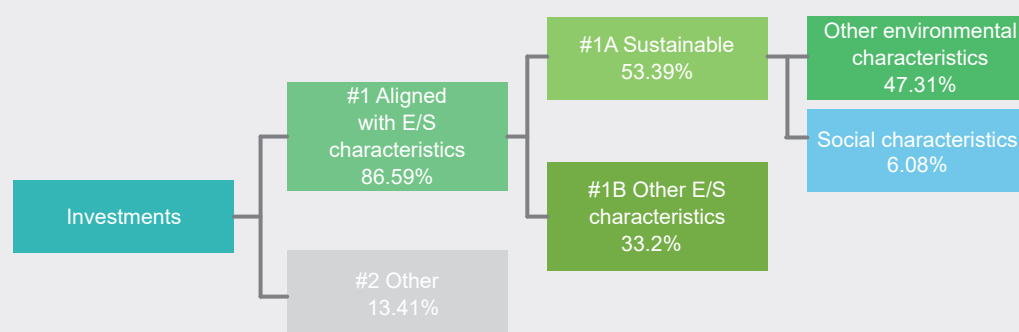 Investments
#1 Aligned
with E/S
characteristics
86.59%
#2 Other
13.41%
#1A Sustainable
53.39%
#1B Other E/S
characteristics
33.2%
Other environmental
characteristics
47.31%
Social characteristics
6.08%